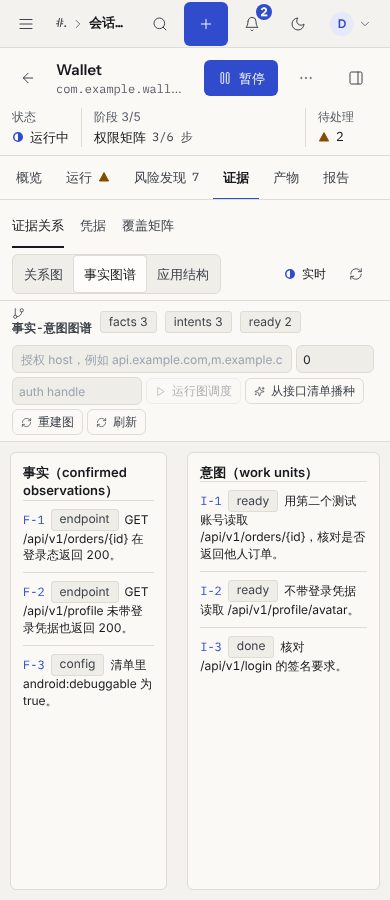 #. > 会话...
2
D
Wallet
com.example.wall...
暂停
状态
运行中
阶段 3/5
权限矩阵 3/6 步
待处理
2
概览
运行
风险发现 7
证据
产物
报告
证据关系
凭据
覆盖矩阵
关系图
事实图谱
应用结构
实时
事实-意图图谱
facts 3
intents 3
ready 2
授权 host，例如 api.example.com,m.example.c
0
auth handle
运行图调度
从接口清单播种
重建图
刷新
事实（confirmed
observations）
F-1 endpoint GET
/api/v1/orders/{id} 在
登录态返回 200。
F-2 endpoint GET
/api/v1/profile 未带登
录凭据也返回 200。
F-3 config 清单里
android:debuggable 为
true。
意图（work units）
I-1 ready 用第二个测试
账号读取
/api/v1/orders/{id}，核对是否
返回他人订单。
I-2 ready 不带登录凭据
读取 /api/v1/profile/avatar。
I-3 done 核对
/api/v1/login 的签名要求。